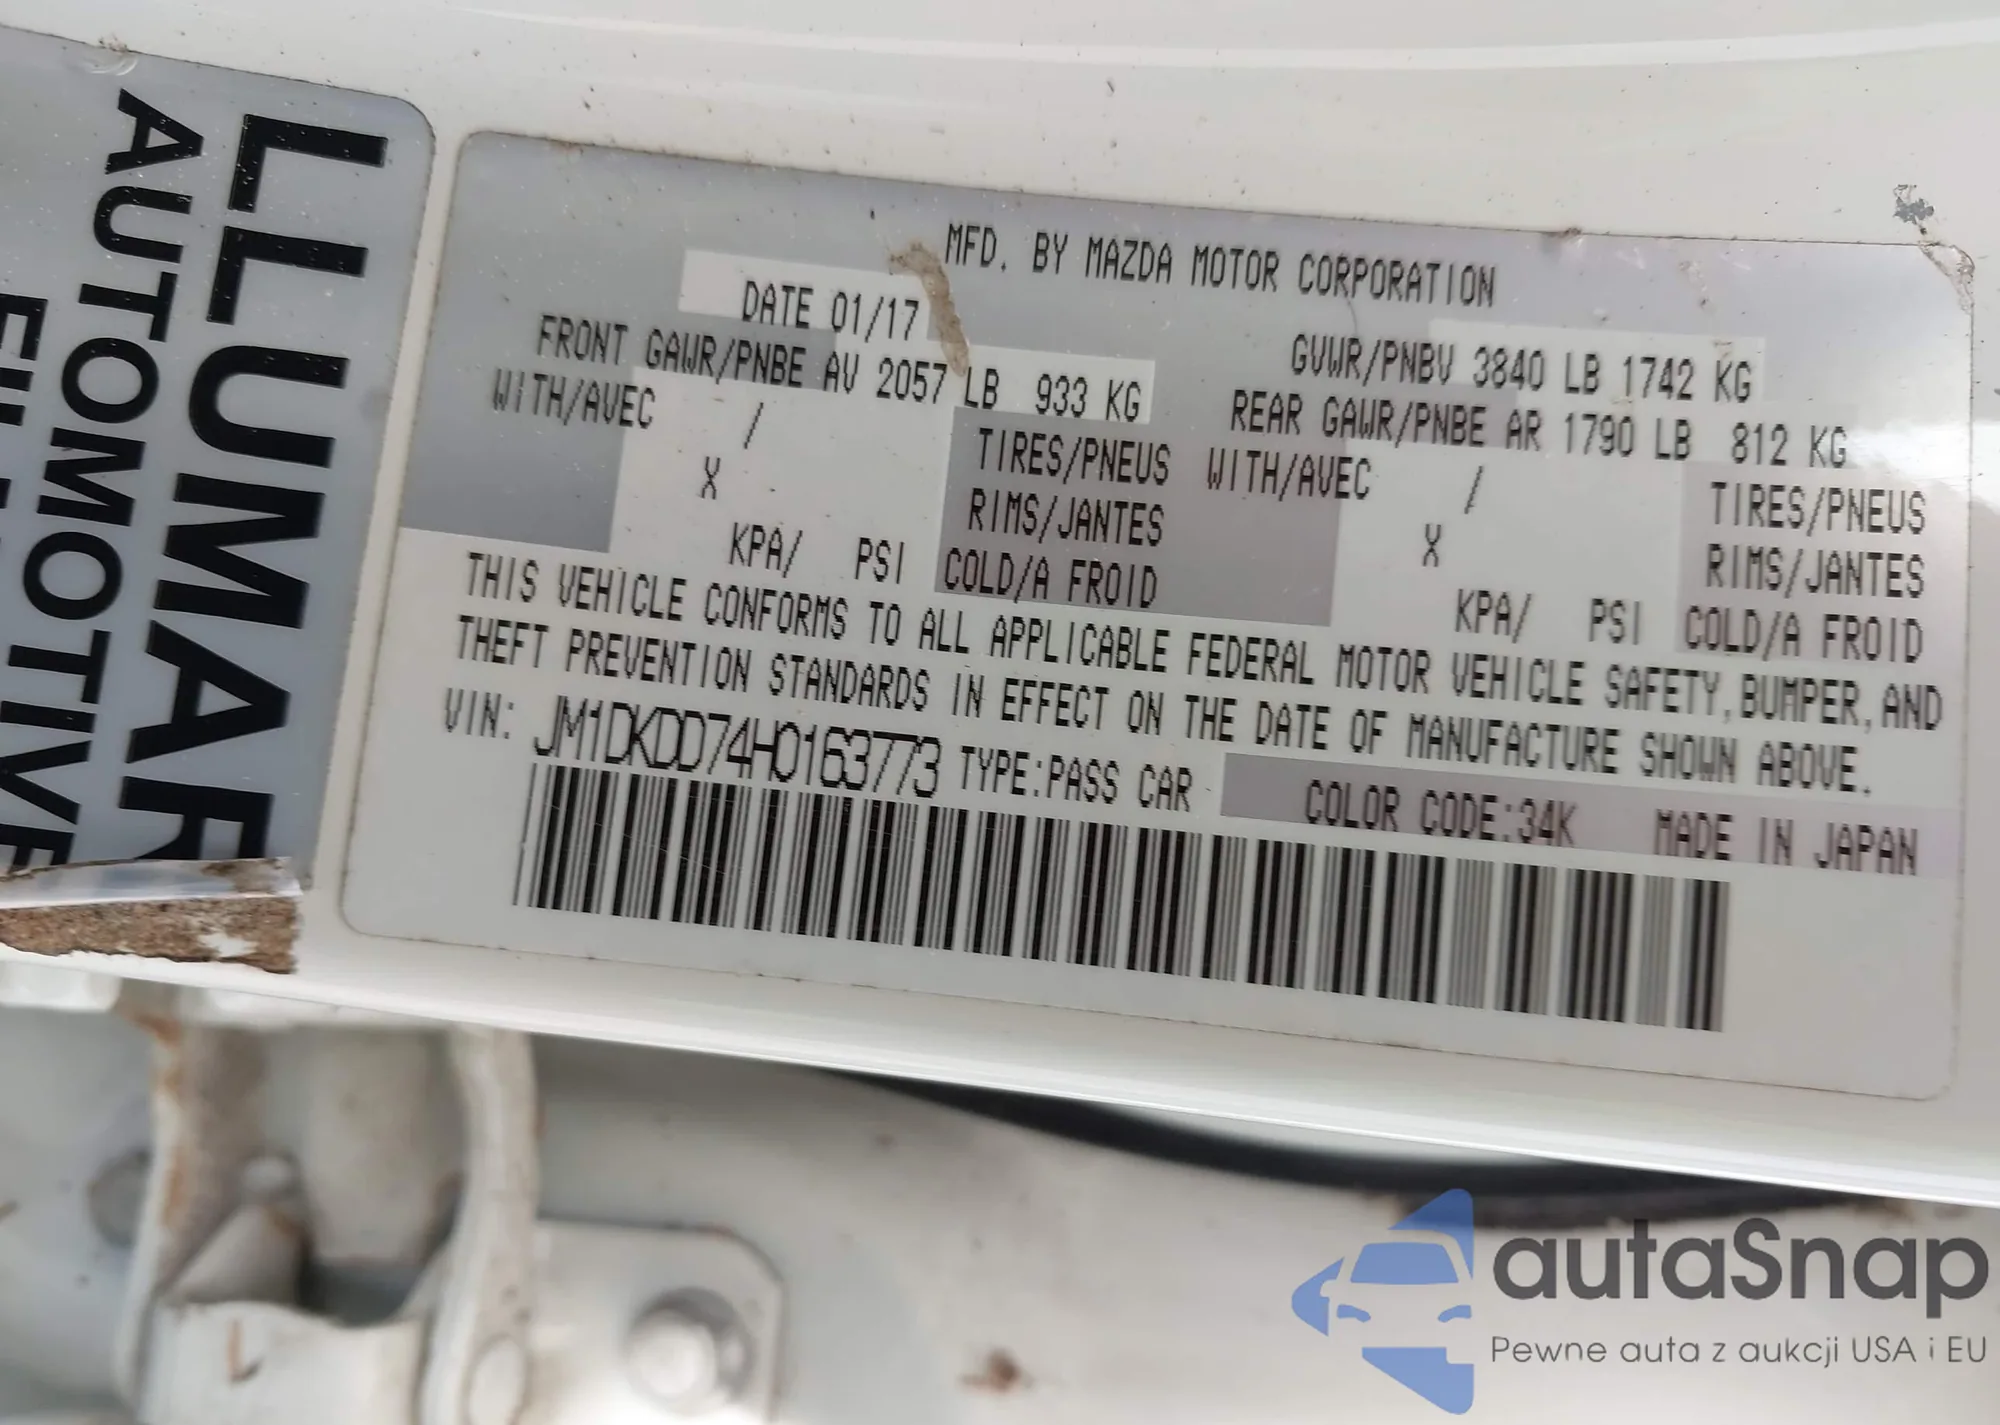 LLUMAR
AUTOMOTIVE
MFD. BY MAZDA MOTOR CORPORATION
DATE 01/17
GVWR/PNBV 3840 LB 1742 KG
FRONT GAWR/PNBE AV 2057 LB 933 KG
REAR GAWR/PNBE AR 1790 LB 812 KG
WITH/AVEC / TIRES/PNEUS
WITH/AVEC / TIRES/PNEUS
X RIMS/JANTES
X RIMS/JANTES
KPA/ PSI COLD/A FROID
KPA/ PSI COLD/A FROID
THIS VEHICLE CONFORMS TO ALL APPLICABLE FEDERAL MOTOR VEHICLE SAFETY, BUMPER, AND
THEFT PREVENTION STANDARDS IN EFFECT ON THE DATE OF MANUFACTURE SHOWN ABOVE.
VIN: JM1DKDD74H0163773 TYPE:PASS CAR COLOR CODE:34K MADE IN JAPAN
autaSnap
Pewne auta z aukcji USA i EU